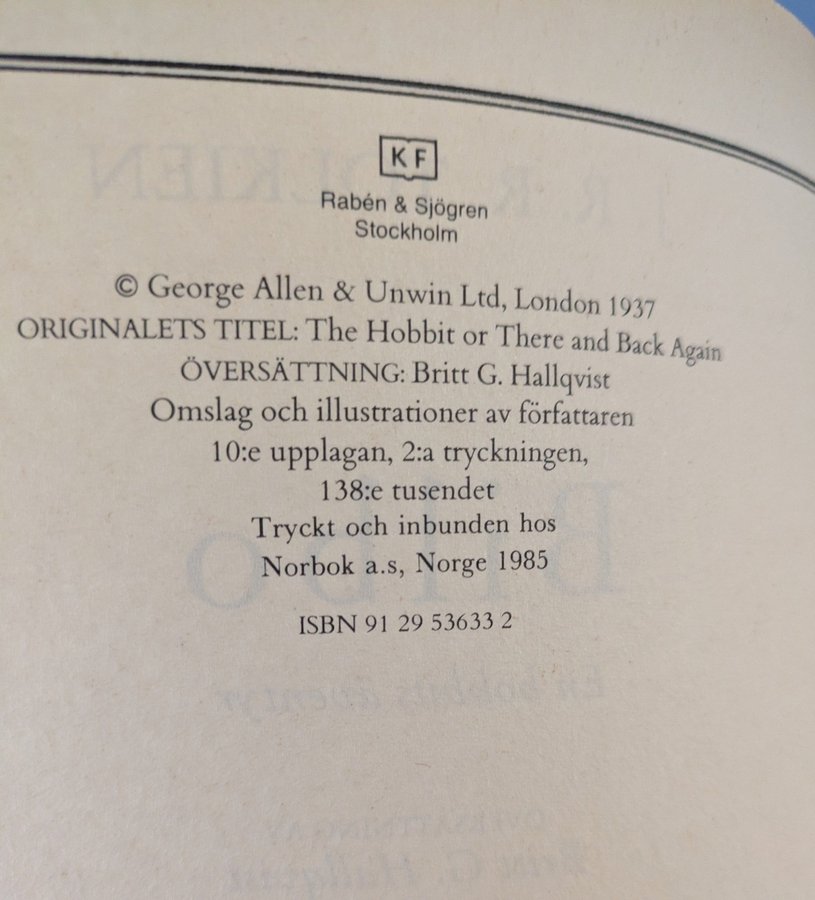 KF
Rabén & Sjögren
Stockholm
© George Allen & Unwin Ltd, London 1937
ORIGINALETS TITEL: The Hobbit or There and Back Again
ÖVERSÄTTNING: Britt G. Hallqvist
Omslag och illustrationer av författaren
10:e upplagan, 2:a tryckningen,
138:e tusendet
Tryckt och inbunden hos
Norbok a.s, Norge 1985
ISBN 91 29 53633 2